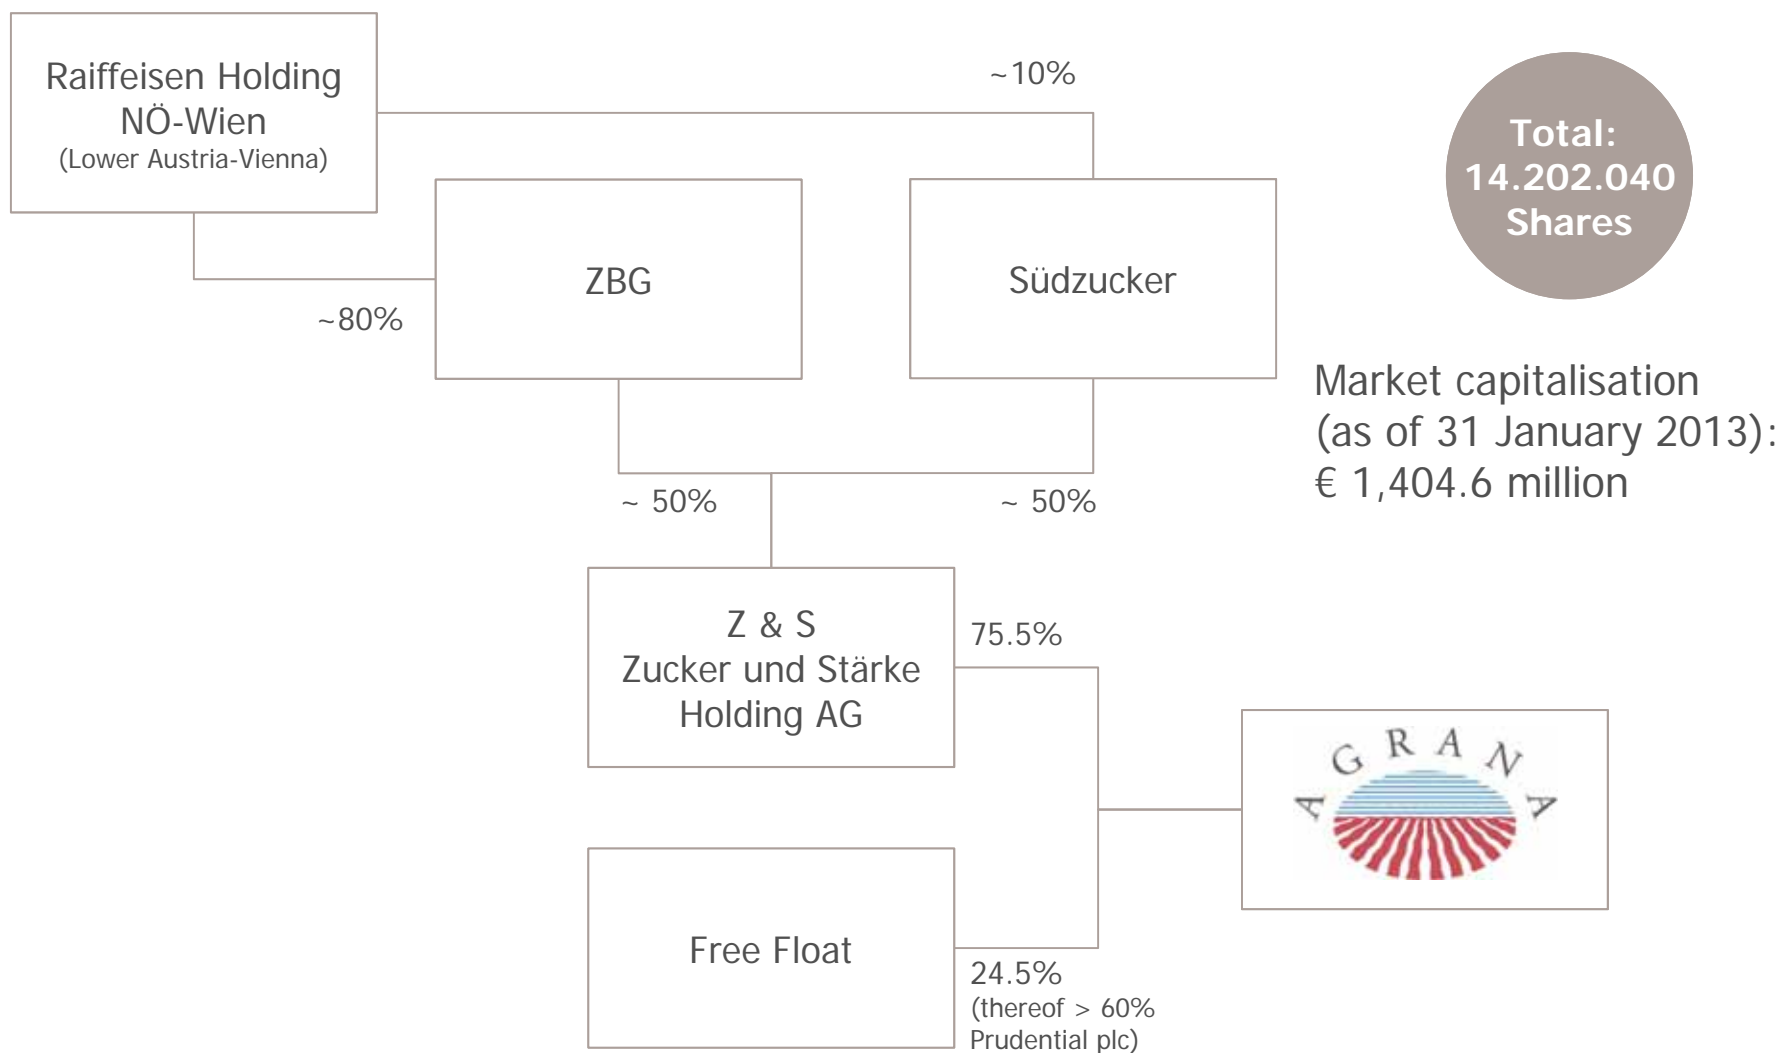 Raiffeisen Holding
NÖ-Wien
(Lower Austria-Vienna)
~10%
Total:
14.202.040
Shares
ZBG
Südzucker
~80%
Market capitalisation
(as of 31 January 2013):
€ 1,404.6 million
~ 50%
~ 50%
Z & S
Zucker und Stärke
Holding AG
75.5%
AGRANA
Free Float
24.5%
(thereof > 60%
Prudential plc)